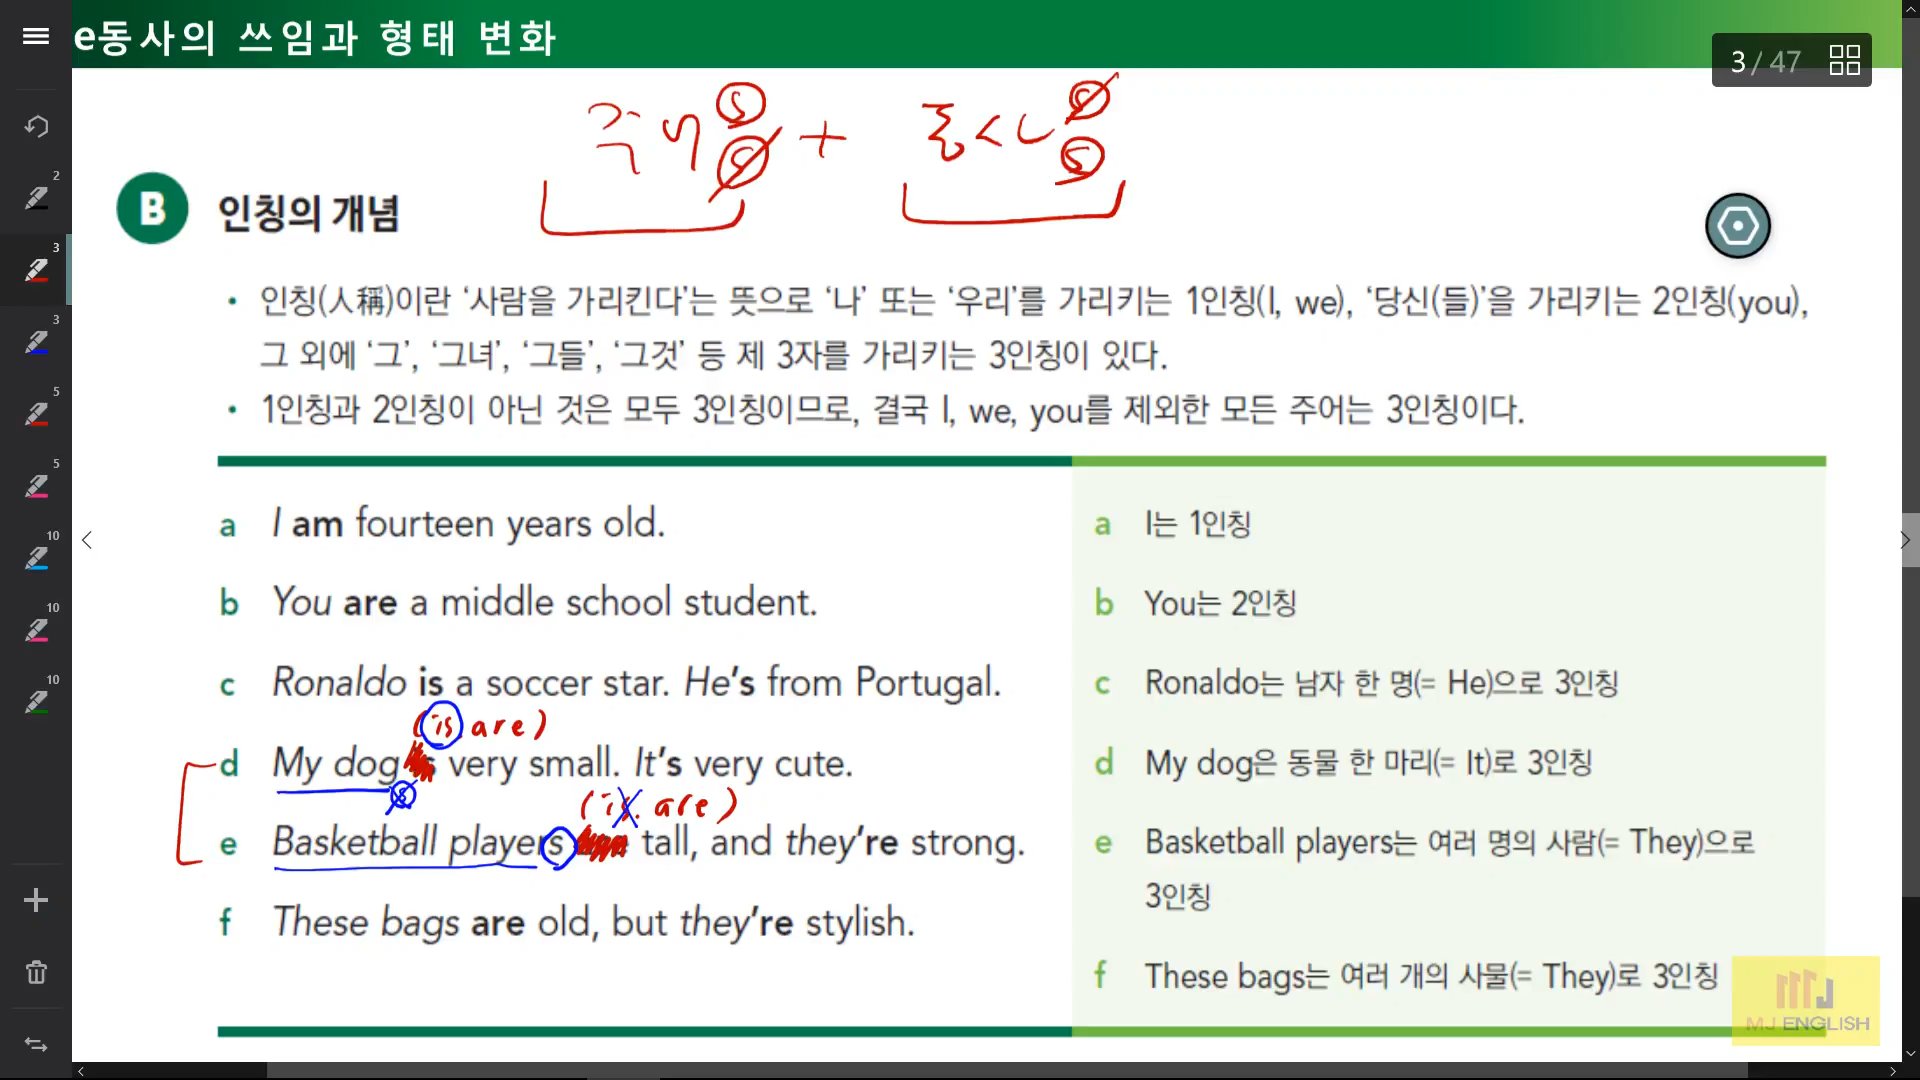 e동사의 쓰임과 형태 변화
3 / 47
주어 s s + 동사 s s
B 인칭의 개념
• 인칭(人稱)이란 ‘사람을 가리킨다’는 뜻으로 ‘나’ 또는 ‘우리’를 가리키는 1인칭(I, we), ‘당신(들)’을 가리키는 2인칭(you),
그 외에 ‘그’, ‘그녀’, ‘그들’, ‘그것’ 등 제 3자를 가리키는 3인칭이 있다.
• 1인칭과 2인칭이 아닌 것은 모두 3인칭이므로, 결국 I, we, you를 제외한 모든 주어는 3인칭이다.
a I am fourteen years old.
b You are a middle school student.
c Ronaldo is a soccer star. He’s from Portugal.
(is are)
d My dog very small. It’s very cute.
s
(is are)
e Basketball players tall, and they’re strong.
f These bags are old, but they’re stylish.
a I는 1인칭
b You는 2인칭
c Ronaldo는 남자 한 명(= He)으로 3인칭
d My dog은 동물 한 마리(= It)로 3인칭
e Basketball players는 여러 명의 사람(= They)으로
3인칭
f These bags는 여러 개의 사물(= They)로 3인칭
MJ ENGLISH
2
3
3
5
5
10
10
10